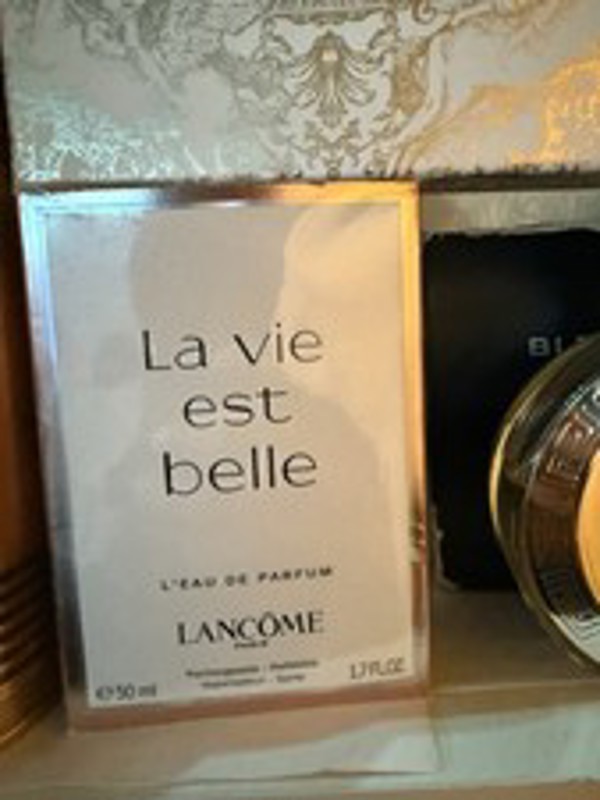 La vie
est
belle
L'EAU DE PARFUM
LANCÔME
PARIS
℮ 50 ml
1.7 FL.OZ